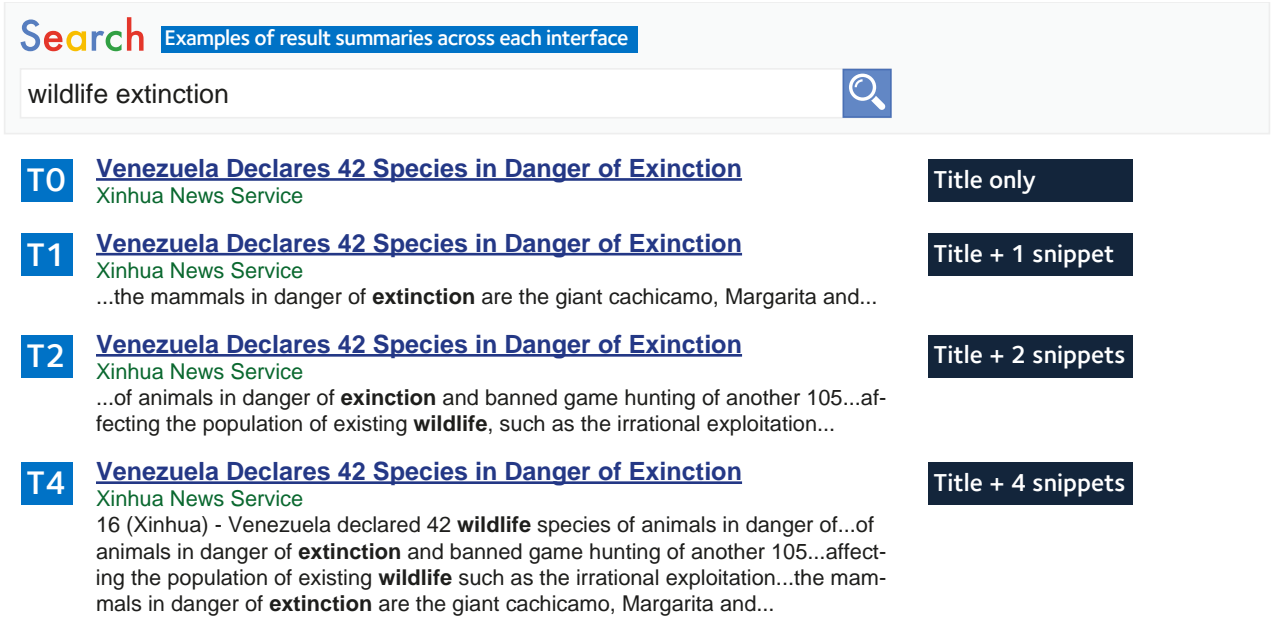 Search Examples of result summaries across each interface
wildlife extinction
T0 Venezuela Declares 42 Species in Danger of Exinction Title only
Xinhua News Service
T1 Venezuela Declares 42 Species in Danger of Exinction Title + 1 snippet
Xinhua News Service
...the mammals in danger of extinction are the giant cachicamo, Margarita and...
T2 Venezuela Declares 42 Species in Danger of Exinction Title + 2 snippets
Xinhua News Service
...of animals in danger of exinction and banned game hunting of another 105...af-
fecting the population of existing wildlife, such as the irrational exploitation...
T4 Venezuela Declares 42 Species in Danger of Exinction Title + 4 snippets
Xinhua News Service
16 (Xinhua) - Venezuela declared 42 wildlife species of animals in danger of...of
animals in danger of extinction and banned game hunting of another 105...affect-
ing the population of existing wildlife such as the irrational exploitation...the mam-
mals in danger of extinction are the giant cachicamo, Margarita and...